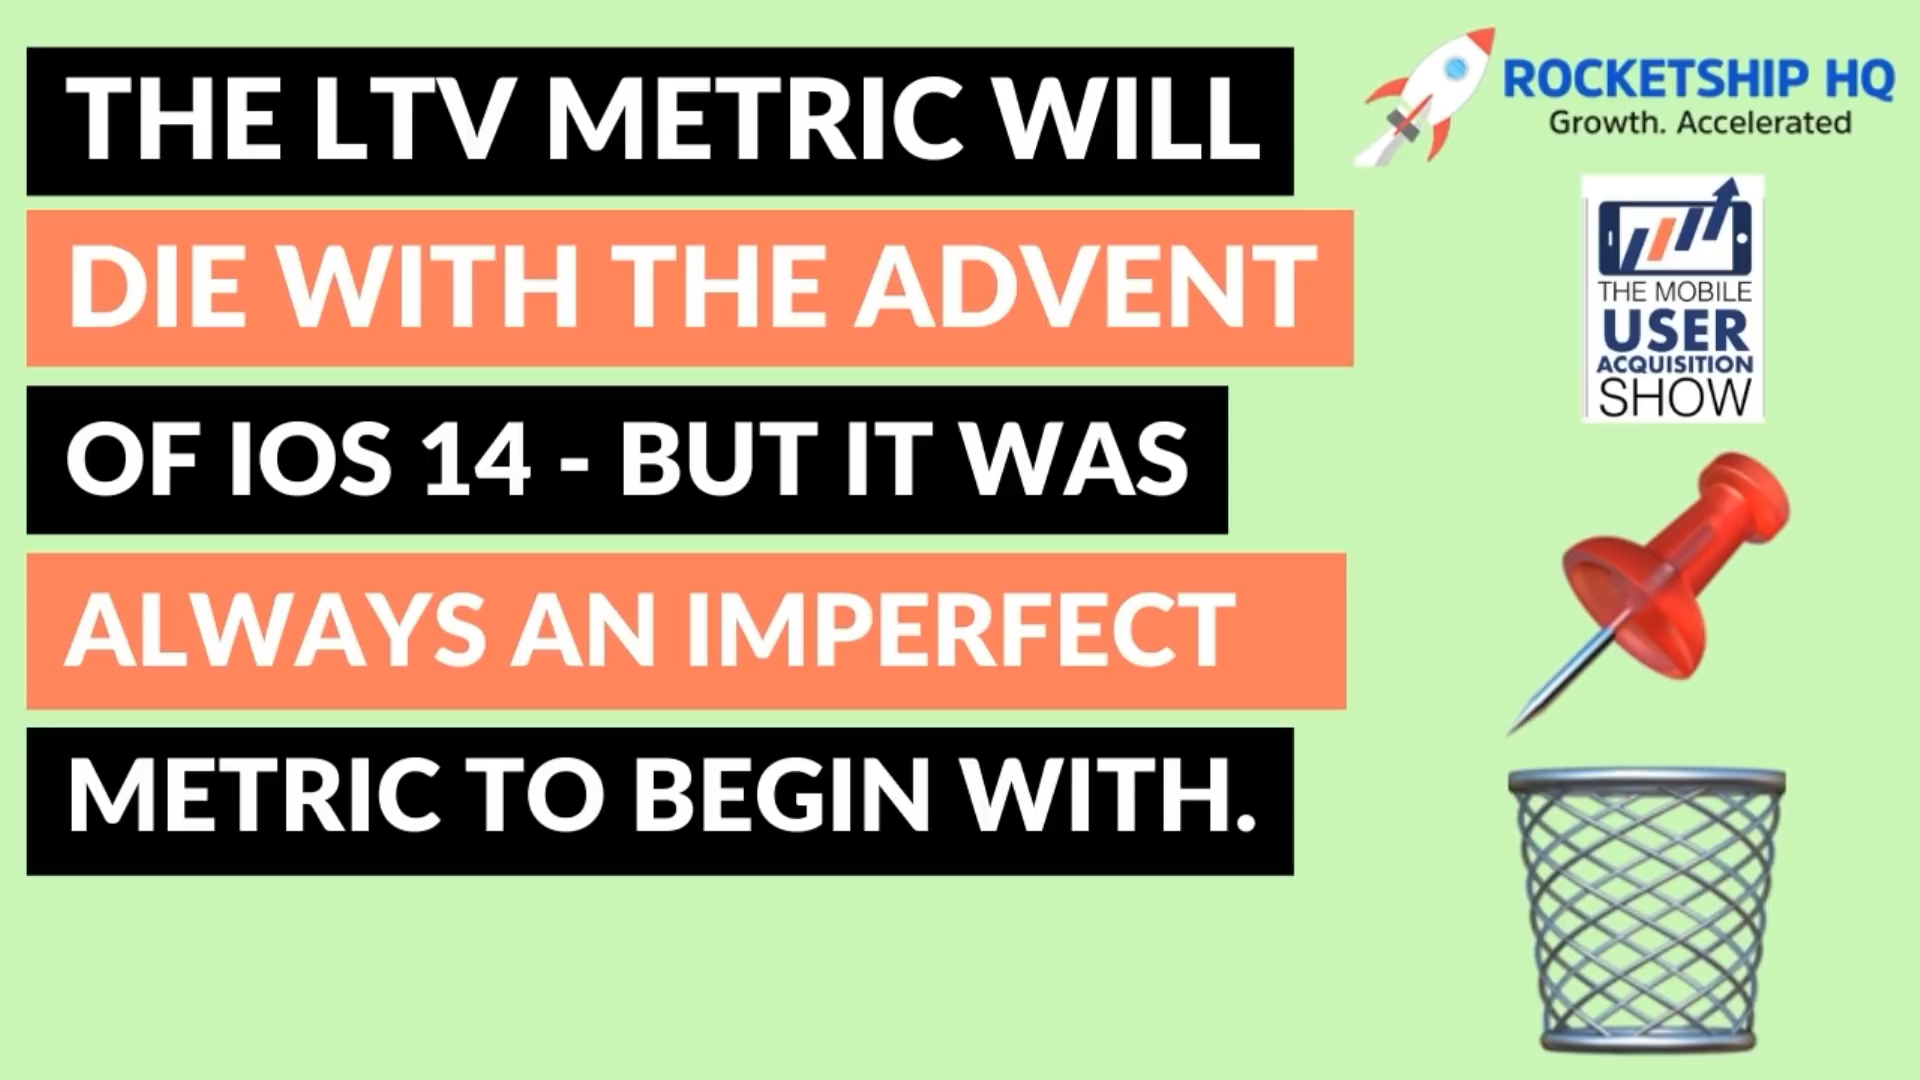 THE LTV METRIC WILL
DIE WITH THE ADVENT
OF IOS 14 - BUT IT WAS
ALWAYS AN IMPERFECT
METRIC TO BEGIN WITH.
ROCKETSHIP HQ
Growth. Accelerated
THE MOBILE
USER
ACQUISITION
SHOW